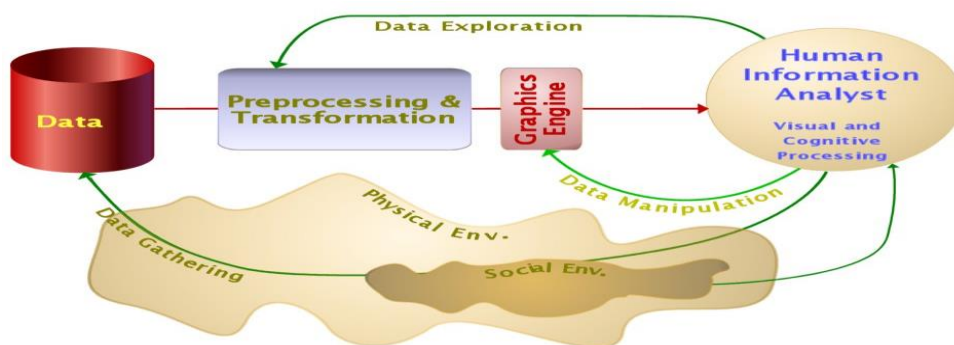 Data Exploration
Data
Preprocessing &
Transformation
Graphics
Engine
Human
Information
Analyst
Visual and
Cognitive
Processing
Data Manipulation
Physical Env.
Data Gathering
Social Env.